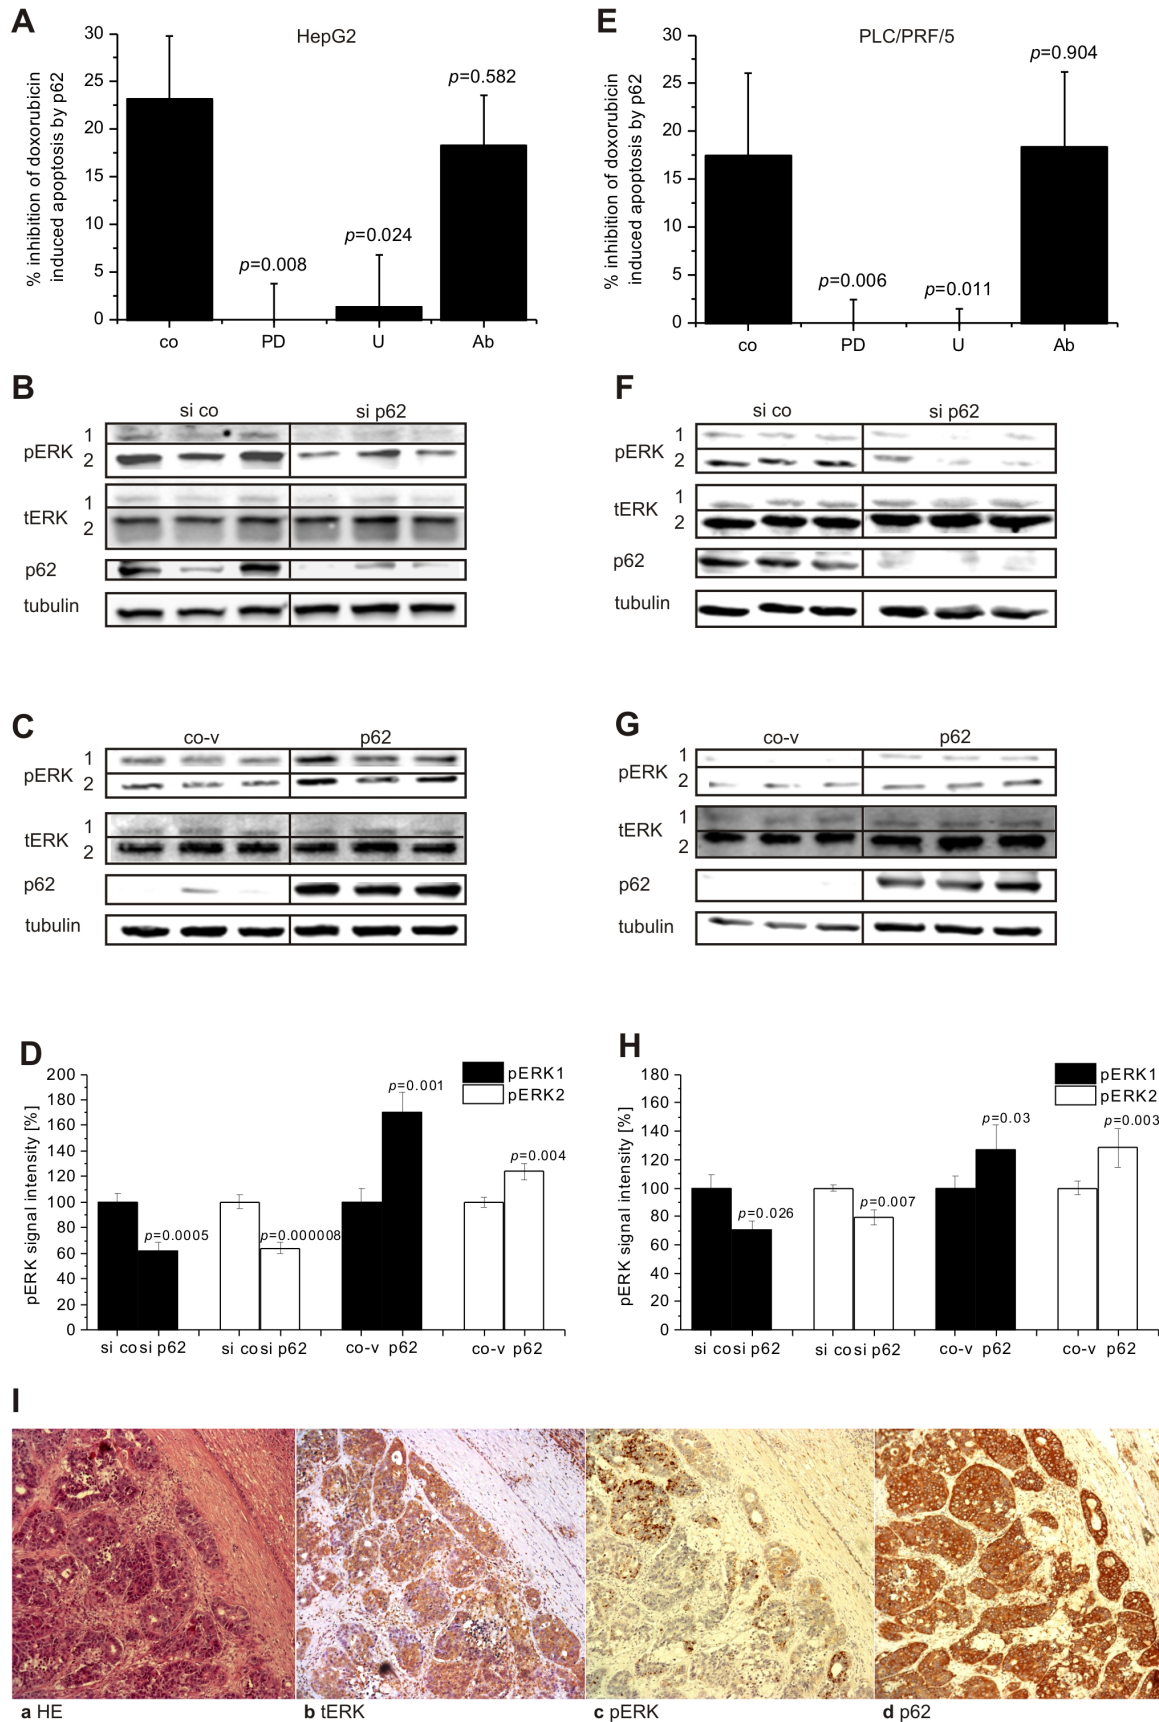 A
HepG2
% inhibition of doxorubicin
induced apoptosis by p62
30
25
20
15
10
5
0
p=0.008
p=0.024
p=0.582
co PD U Ab
E
PLC/PRF/5
% inhibition of doxorubicin
induced apoptosis by p62
30
25
20
15
10
5
0
p=0.006
p=0.011
p=0.904
co PD U Ab
B
si co si p62
pERK 1
2
tERK 1
2
p62
tubulin
F
si co si p62
pERK 1
2
tERK 1
2
p62
tubulin
C
co-v p62
pERK 1
2
tERK 1
2
p62
tubulin
G
co-v p62
pERK 1
2
tERK 1
2
p62
tubulin
D
pERK signal intensity [%]
200
180
160
140
120
100
80
60
40
20
0
pERK1
pERK2
p=0.0005
p=0.000008
p=0.001
p=0.004
si co si p62 si co si p62 co-v p62 co-v p62
H
pERK signal intensity [%]
180
160
140
120
100
80
60
40
20
0
pERK1
pERK2
p=0.026
p=0.007
p=0.03
p=0.003
si co si p62 si co si p62 co-v p62 co-v p62
I
a HE
b tERK
c pERK
d p62